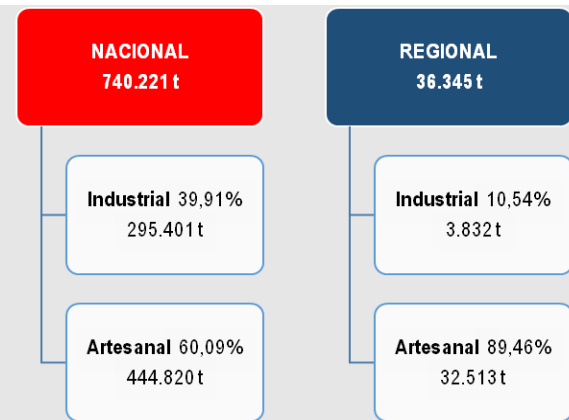 NACIONAL
740.221 t
Industrial 39,91%
295.401 t
Artesanal 60,09%
444.820 t
REGIONAL
36.345 t
Industrial 10,54%
3.832 t
Artesanal 89,46%
32.513 t